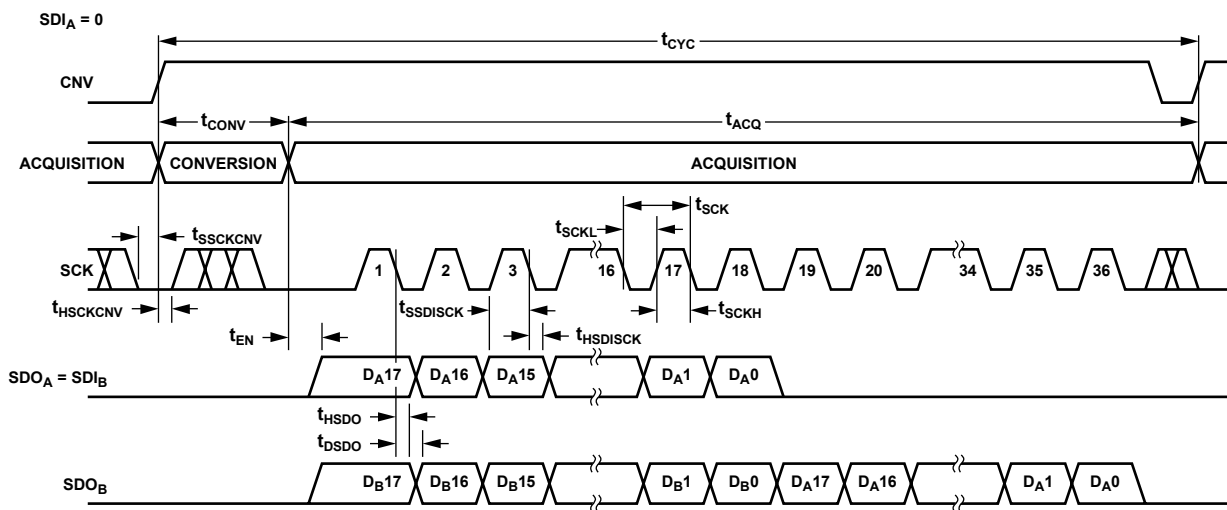 SDIA = 0
tCYC
CNV
tCONV
tACQ
ACQUISITION CONVERSION ACQUISITION
tSCK
tSCKL
tSSCKCNV
SCK 1 2 3 16 17 18 19 20 34 35 36
tHSCKCNV
tSSDISCK
tSCKH
tEN
tHSDISCK
SDOA = SDIB DA17 DA16 DA15 DA1 DA0
tHSDO
tDSDO
SDOB DB17 DB16 DB15 DB1 DB0 DA17 DA16 DA1 DA0